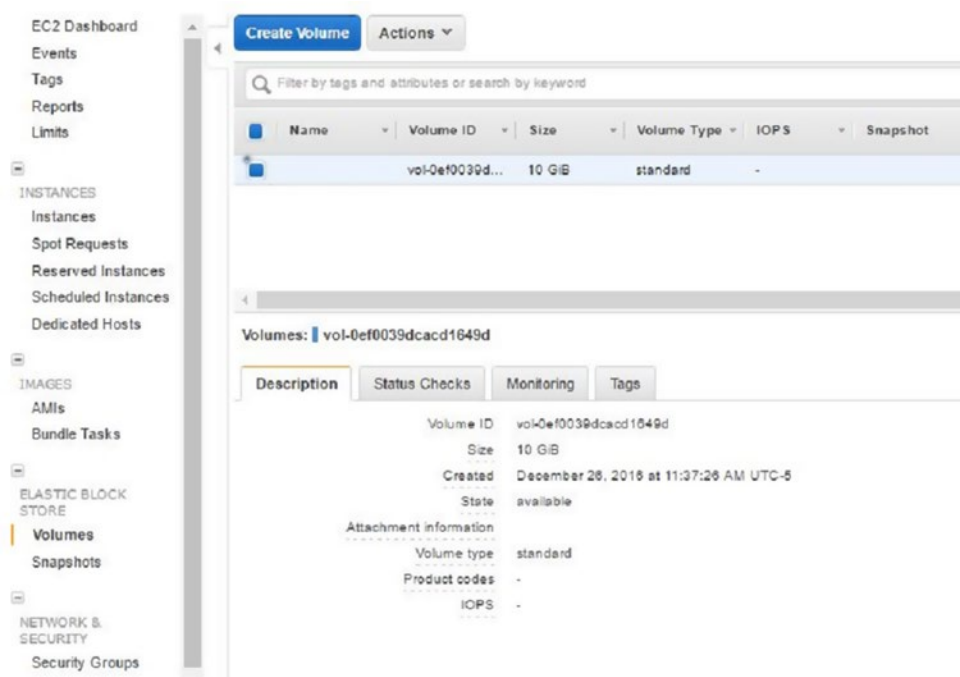 EC2 Dashboard
Events
Tags
Reports
Limits
INSTANCES
Instances
Spot Requests
Reserved Instances
Scheduled Instances
Dedicated Hosts
IMAGES
AMIs
Bundle Tasks
ELASTIC BLOCK
STORE
Volumes
Snapshots
NETWORK &
SECURITY
Security Groups
Create Volume Actions
Filter by tags and attributes or search by keyword
Name Volume ID Size Volume Type IOPS Snapshot
vol-0ef0039d... 10 GiB standard -
Volumes: vol-0ef0039dcacd1649d
Description Status Checks Monitoring Tags
Volume ID vol-0ef0039dcacd1649d
Size 10 GiB
Created December 26, 2016 at 11:37:26 AM UTC-5
State available
Attachment information
Volume type standard
Product codes -
IOPS -